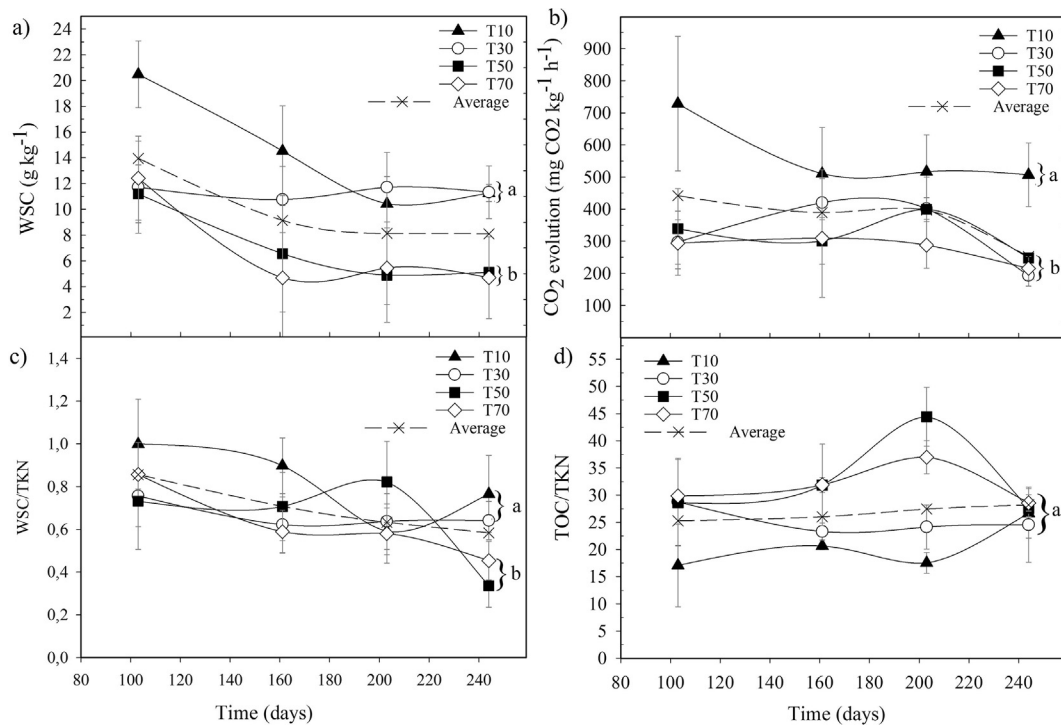 a)
24
22
20
18
16
14
12
10
8
6
4
2
WSC (g kg-1)
T10
T30
T50
T70
Average
a
b
b)
900
800
700
600
500
400
300
200
100
CO2 evolution (mg CO2 kg-1 h-1)
T10
T30
T50
T70
Average
a
b
c)
1,4
1,2
1,0
0,8
0,6
0,4
0,2
0,0
WSC/TKN
T10
T30
T50
T70
Average
a
b
80 100 120 140 160 180 200 220 240
Time (days)
d)
55
50
45
40
35
30
25
20
15
10
5
0
TOC/TKN
T10
T30
T50
T70
Average
a
80 100 120 140 160 180 200 220 240 260
Time (days)